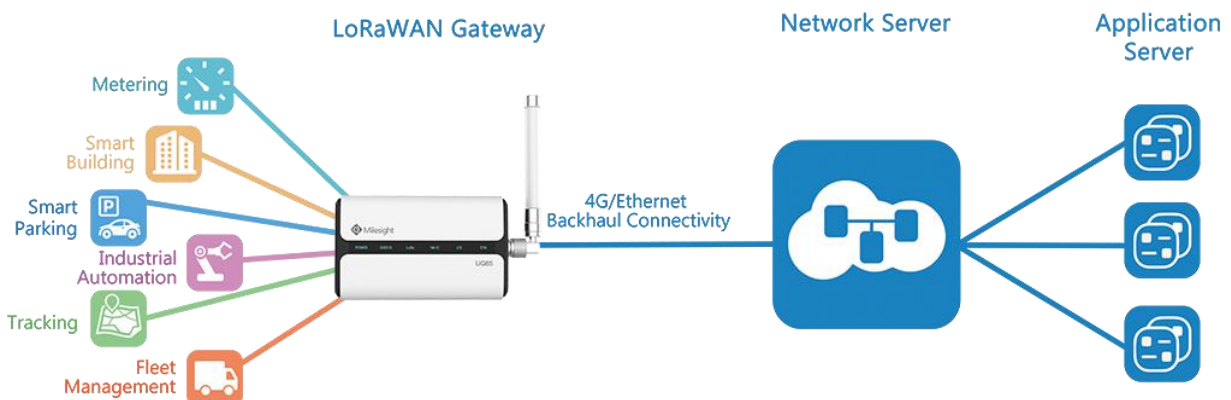 LoRaWAN Gateway
Network Server
Application
Server
Metering
Smart
Building
Smart
Parking
P
Industrial
Automation
Tracking
Fleet
Management
Milesight
UG65
4G/Ethernet
Backhaul Connectivity